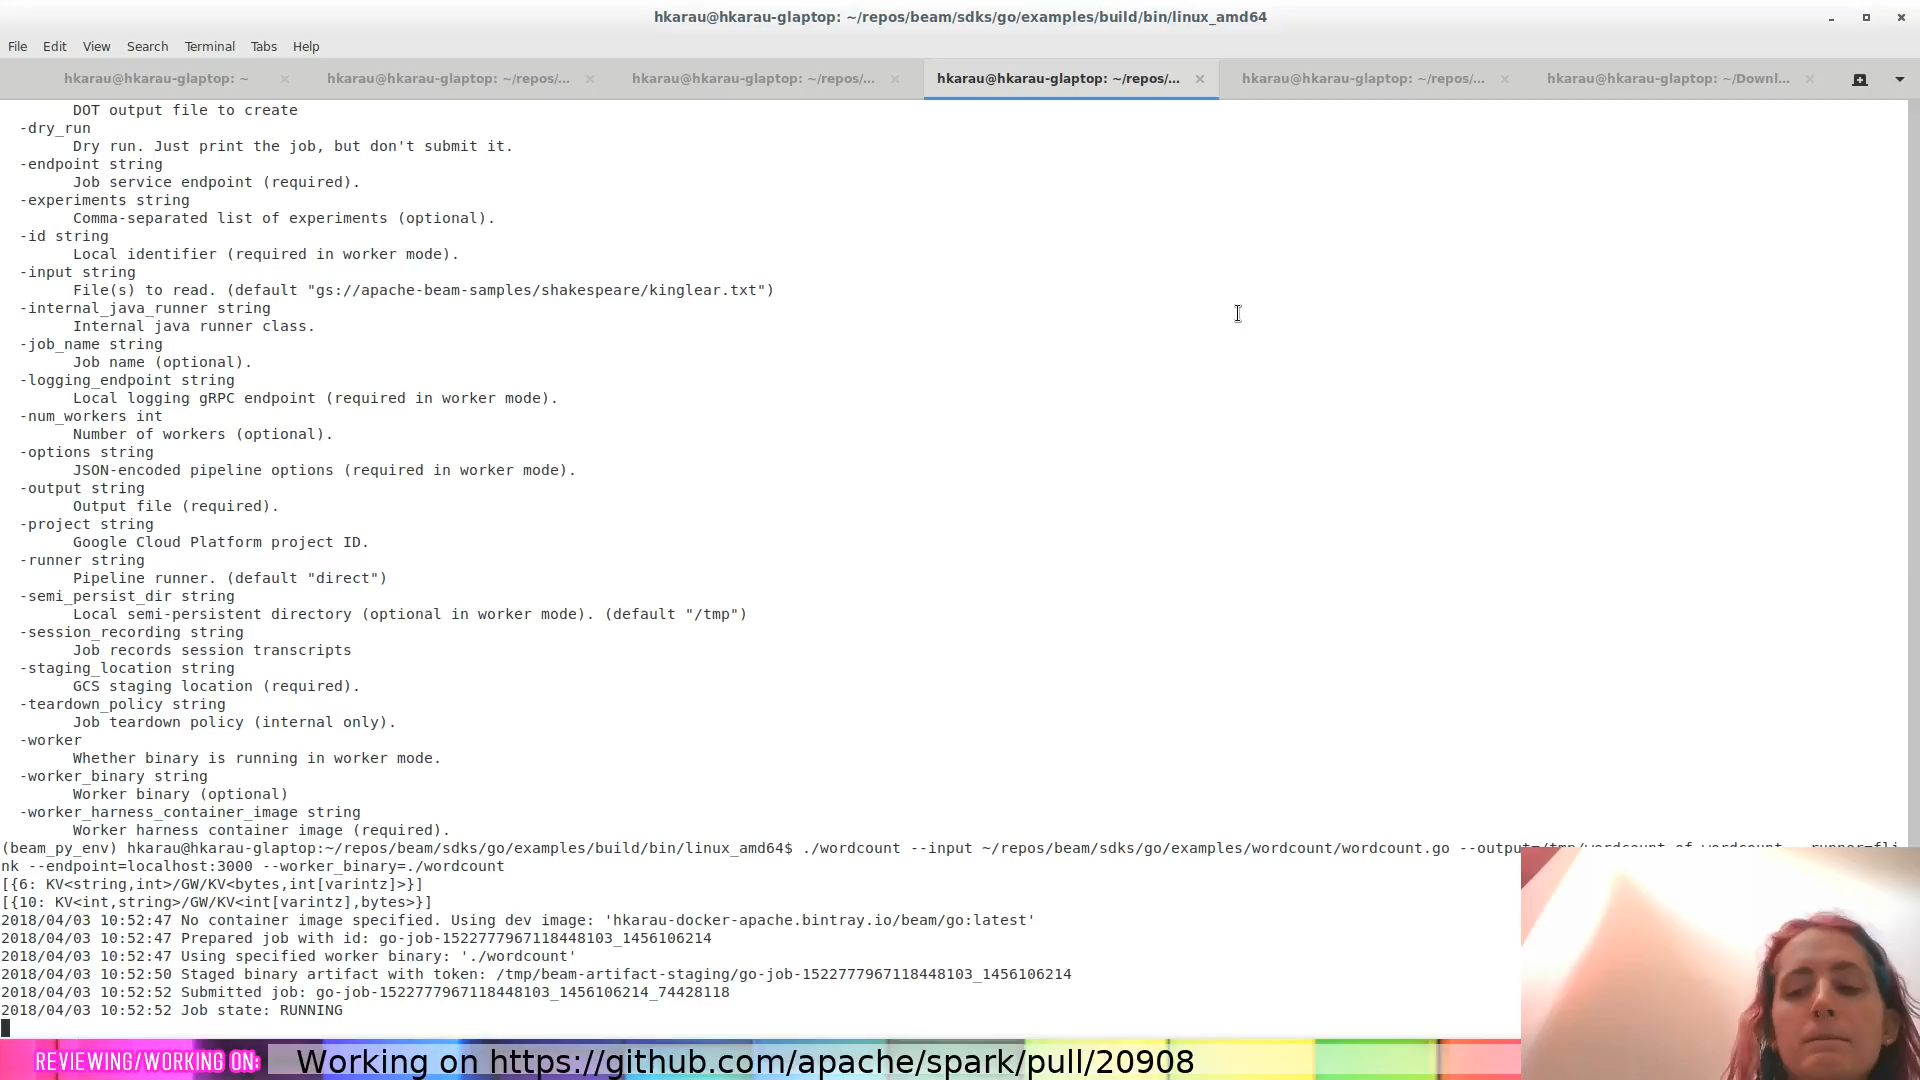 hkarau@hkarau-glaptop: ~/repos/beam/sdks/go/examples/build/bin/linux_amd64
File Edit View Search Terminal Tabs Help
hkarau@hkarau-glaptop: ~ hkarau@hkarau-glaptop: ~/repos/... hkarau@hkarau-glaptop: ~/repos/... hkarau@hkarau-glaptop: ~/repos/... hkarau@hkarau-glaptop: ~/repos/... hkarau@hkarau-glaptop: ~/Downl...
DOT output file to create
-dry_run
Dry run. Just print the job, but don't submit it.
-endpoint string
Job service endpoint (required).
-experiments string
Comma-separated list of experiments (optional).
-id string
Local identifier (required in worker mode).
-input string
File(s) to read. (default "gs://apache-beam-samples/shakespeare/kinglear.txt")
-internal_java_runner string
Internal java runner class.
-job_name string
Job name (optional).
-logging_endpoint string
Local logging gRPC endpoint (required in worker mode).
-num_workers int
Number of workers (optional).
-options string
JSON-encoded pipeline options (required in worker mode).
-output string
Output file (required).
-project string
Google Cloud Platform project ID.
-runner string
Pipeline runner. (default "direct")
-semi_persist_dir string
Local semi-persistent directory (optional in worker mode). (default "/tmp")
-session_recording string
Job records session transcripts
-staging_location string
GCS staging location (required).
-teardown_policy string
Job teardown policy (internal only).
-worker
Whether binary is running in worker mode.
-worker_binary string
Worker binary (optional)
-worker_harness_container_image string
Worker harness container image (required).
(beam_py_env) hkarau@hkarau-glaptop:~/repos/beam/sdks/go/examples/build/bin/linux_amd64$ ./wordcount --input ~/repos/beam/sdks/go/examples/wordcount/wordcount.go
nk --endpoint=localhost:3000 --worker_binary=./wordcount
[{6: KV<string,int>/GW/KV<bytes,int[varintz]>}]
[{10: KV<int,string>/GW/KV<int[varintz],bytes>}]
2018/04/03 10:52:47 No container image specified. Using dev image: 'hkarau-docker-apache.bintray.io/beam/go:latest'
2018/04/03 10:52:47 Prepared job with id: go-job-1522777967118448103_1456106214
2018/04/03 10:52:47 Using specified worker binary: './wordcount'
2018/04/03 10:52:50 Staged binary artifact with token: /tmp/beam-artifact-staging/go-job-1522777967118448103_1456106214
2018/04/03 10:52:52 Submitted job: go-job-1522777967118448103_1456106214_74428118
2018/04/03 10:52:52 Job state: RUNNING
REVIEWING/WORKING ON: Working on https://github.com/apache/spark/pull/20908